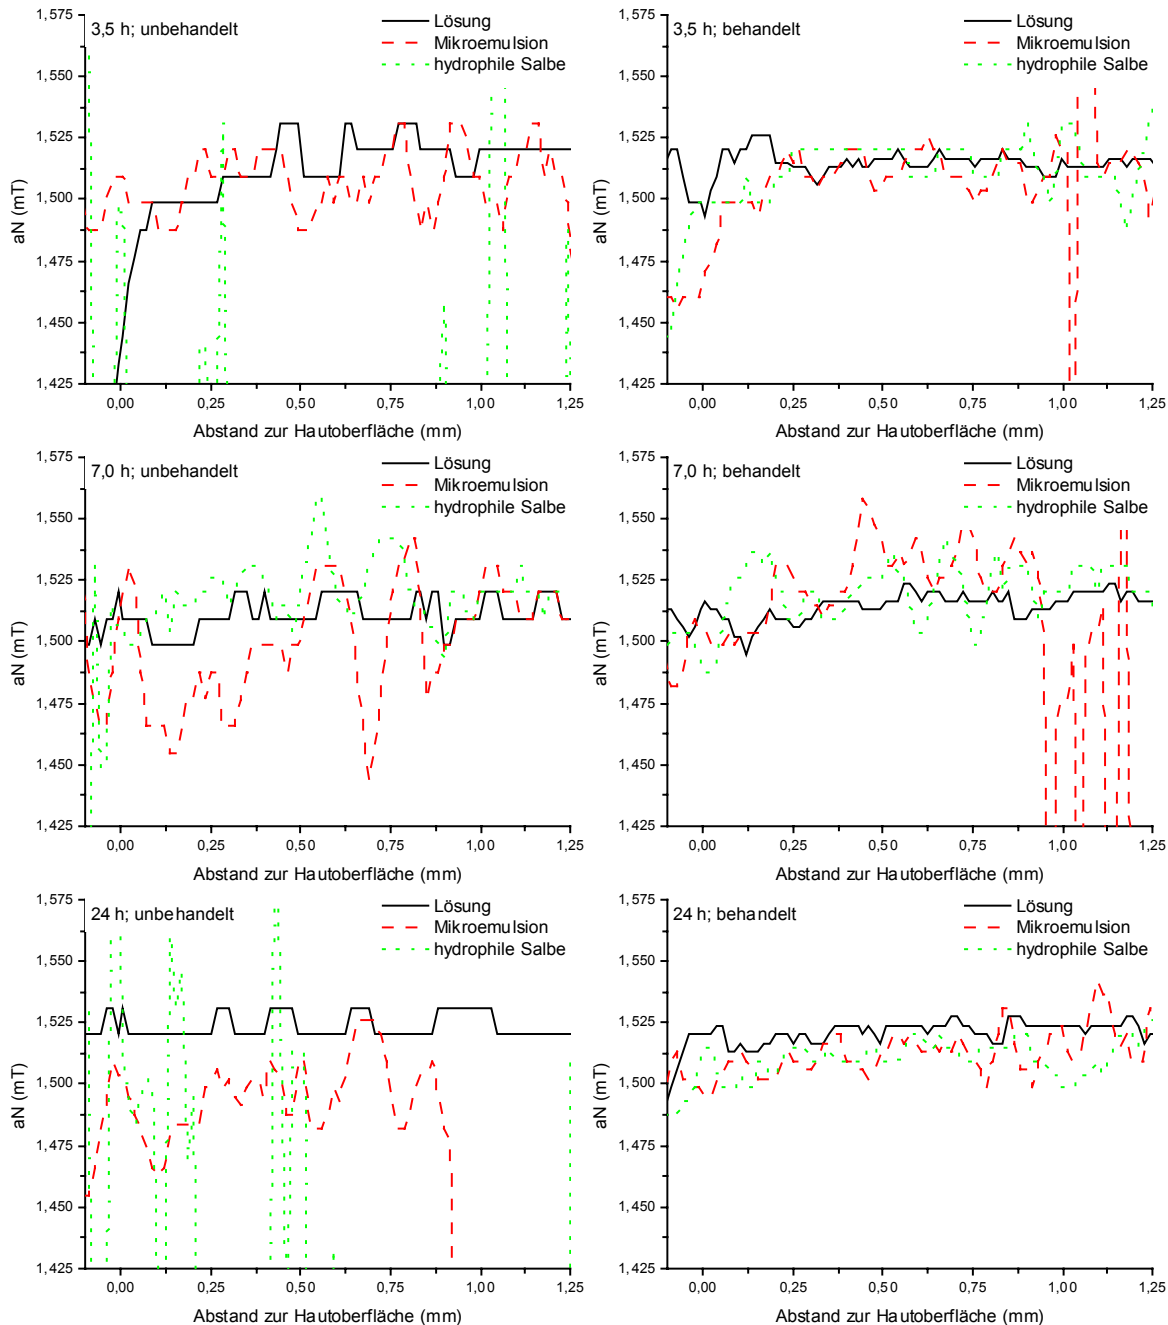 3,5 h; unbehandelt
Lösung
Mikroemulsion
hydrophile Salbe
1,575
1,550
1,525
1,500
1,475
1,450
1,425
aN (mT)
0,00 0,25 0,50 0,75 1,00 1,25
Abstand zur Hautoberfläche (mm)
3,5 h; behandelt
Lösung
Mikroemulsion
hydrophile Salbe
1,575
1,550
1,525
1,500
1,475
1,450
1,425
aN (mT)
0,00 0,25 0,50 0,75 1,00 1,25
Abstand zur Hautoberfläche (mm)
7,0 h; unbehandelt
Lösung
Mikroemulsion
hydrophile Salbe
1,575
1,550
1,525
1,500
1,475
1,450
1,425
aN (mT)
0,00 0,25 0,50 0,75 1,00 1,25
Abstand zur Hautoberfläche (mm)
7,0 h; behandelt
Lösung
Mikroemulsion
hydrophile Salbe
1,575
1,550
1,525
1,500
1,475
1,450
1,425
aN (mT)
0,00 0,25 0,50 0,75 1,00 1,25
Abstand zur Hautoberfläche (mm)
24 h; unbehandelt
Lösung
Mikroemulsion
hydrophile Salbe
1,575
1,550
1,525
1,500
1,475
1,450
1,425
aN (mT)
0,00 0,25 0,50 0,75 1,00 1,25
Abstand zur Hautoberfläche (mm)
24 h; behandelt
Lösung
Mikroemulsion
hydrophile Salbe
1,575
1,550
1,525
1,500
1,475
1,450
1,425
aN (mT)
0,00 0,25 0,50 0,75 1,00 1,25
Abstand zur Hautoberfläche (mm)